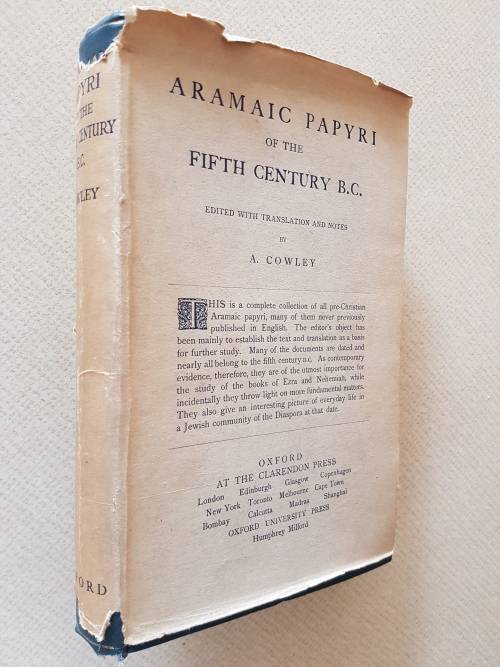 PYRI
THE
CENTURY
B.C.
WLEY
FORD
ARAMAIC PAPYRI
OF THE
FIFTH CENTURY B.C.
EDITED WITH TRANSLATION AND NOTES
BY
A. COWLEY
THIS is a complete collection of all pre-Christian
Aramaic papyri, many of them never previously
published in English. The editor's object has
been mainly to establish the text and translation as a basis
for further study. Many of the documents are dated and
nearly all belong to the fifth century B.C. As contemporary
evidence, therefore, they are of the utmost importance for
the study of the books of Ezra and Nehemiah, while
incidentally they throw light on more fundamental matters.
They also give an interesting picture of everyday life in
a Jewish community of the Diaspora at that date.
OXFORD
AT THE CLARENDON PRESS
London Edinburgh Glasgow Copenhagen
New York Toronto Melbourne Cape Town
Bombay Calcutta Madras Shanghai
OXFORD UNIVERSITY PRESS
Humphrey Milford